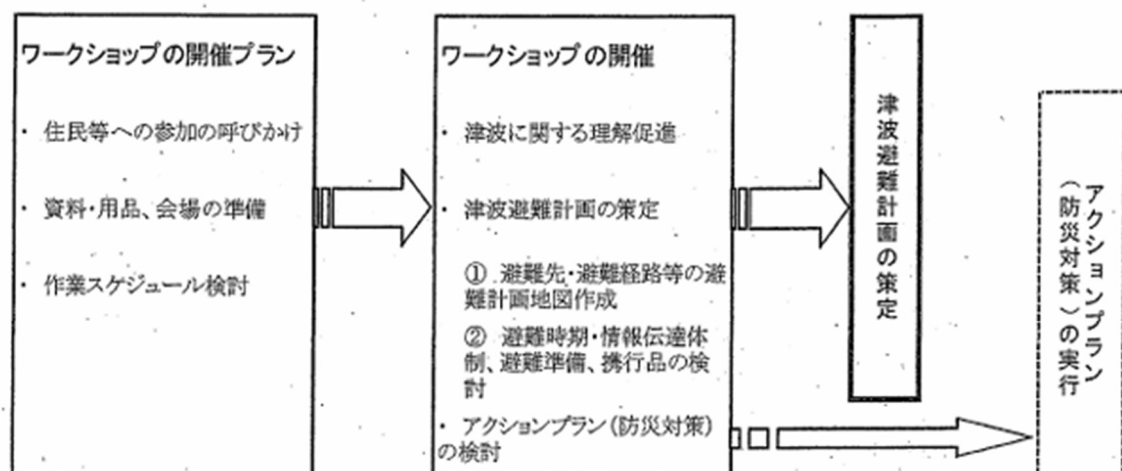 ワークショップの開催プラン
・ 住民等への参加の呼びかけ
・ 資料・用品、会場の準備
・ 作業スケジュール検討
ワークショップの開催
・ 津波に関する理解促進
・ 津波避難計画の策定
① 避難先・避難経路等の避
難計画地図作成
② 避難時期・情報伝達体
制、避難準備、携行品の検
討
・ アクションプラン（防災対策）
の検討
津波避難計画の策定
アクションプラン
（防災対策）の実行